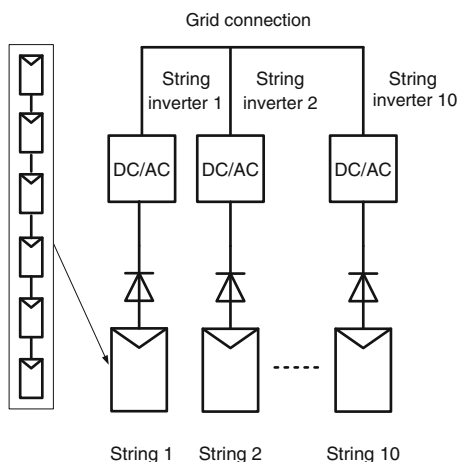 Grid connection
String
inverter 1
String
inverter 2
String
inverter 10
DC/AC
DC/AC
DC/AC
String 1
String 2
String 10